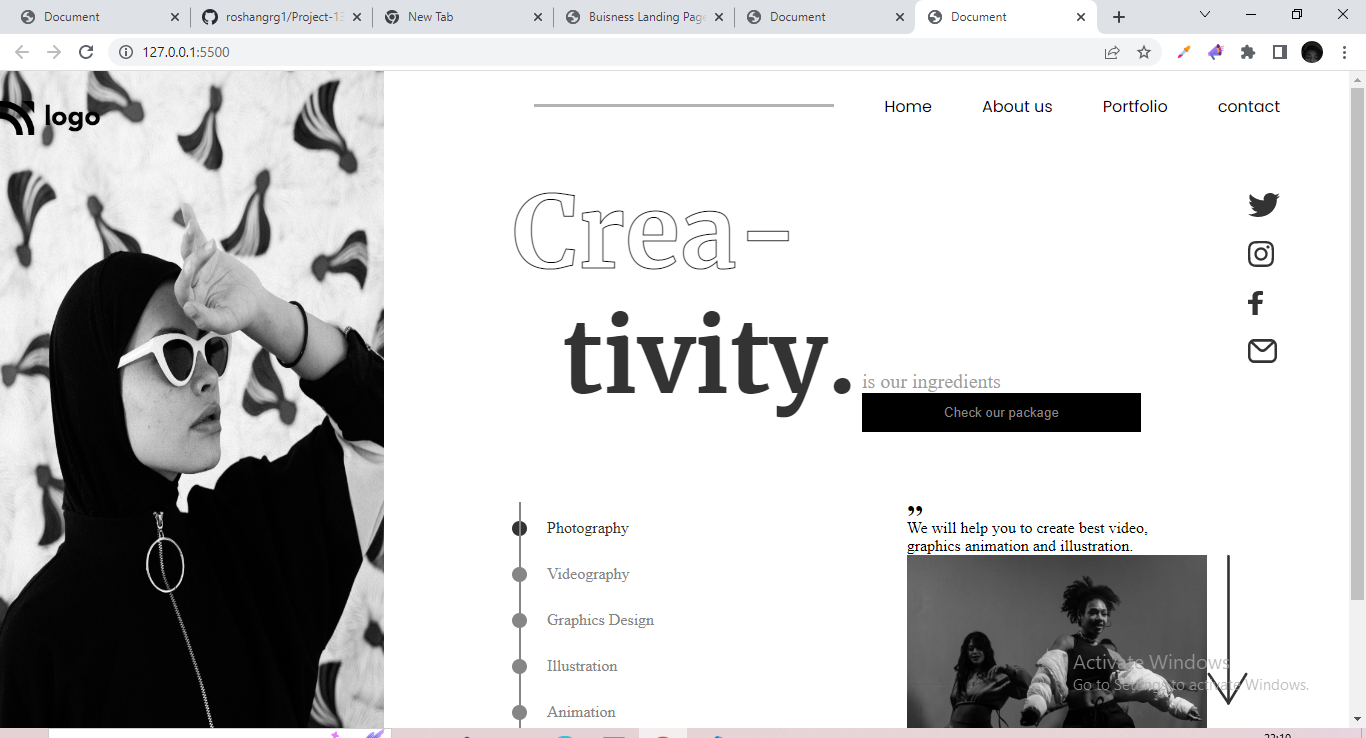 Document
roshangrg1/Project-13
New Tab
Buisness Landing Page
Document
Document
127.0.0.1:5500
logo
Home
About us
Portfolio
contact
Crea-
tivity.
is our ingredients
Check our package
Photography
Videography
Graphics Design
Illustration
Animation
”
We will help you to create best video,
graphics animation and illustration.
Activate Windows
Go to Settings to activate Windows.